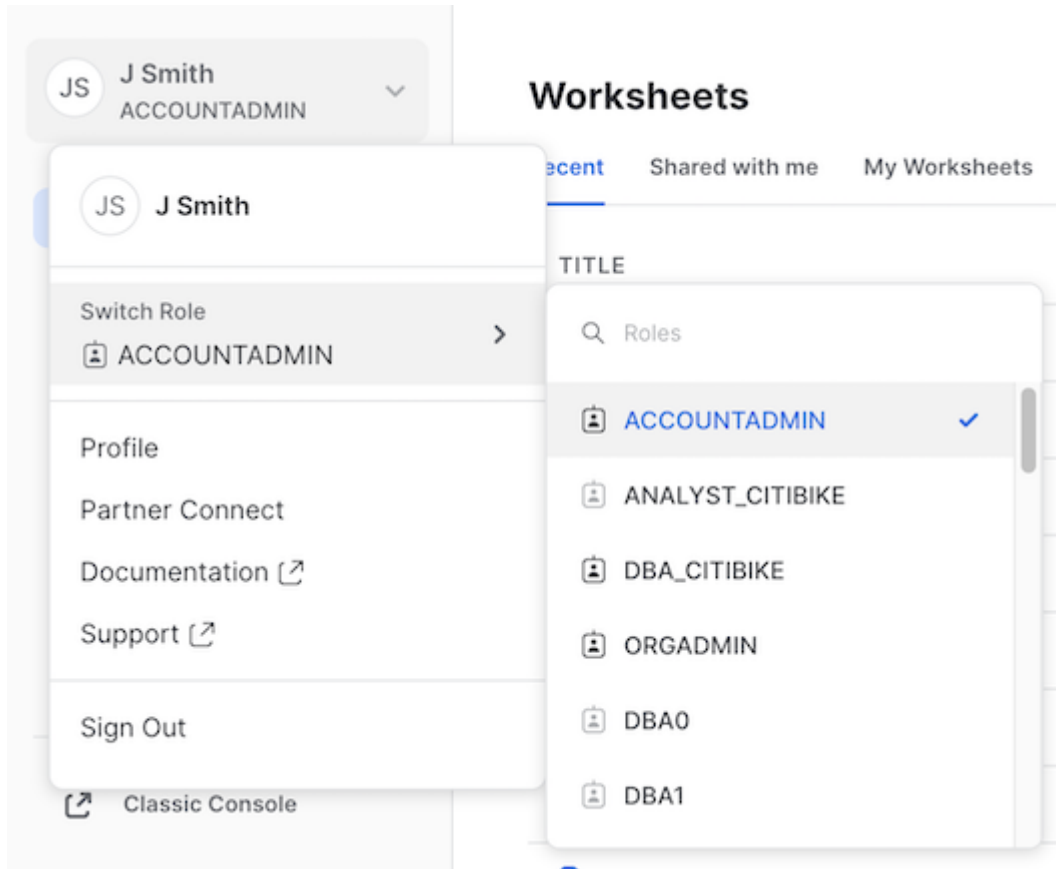 JS
J Smith
ACCOUNTADMIN
JS J Smith
Switch Role
ACCOUNTADMIN
Profile
Partner Connect
Documentation
Support
Sign Out
Classic Console
Worksheets
Shared with me My Worksheets
TITLE
Roles
ACCOUNTADMIN
ANALYST_CITIBIKE
DBA_CITIBIKE
ORGADMIN
DBA0
DBA1